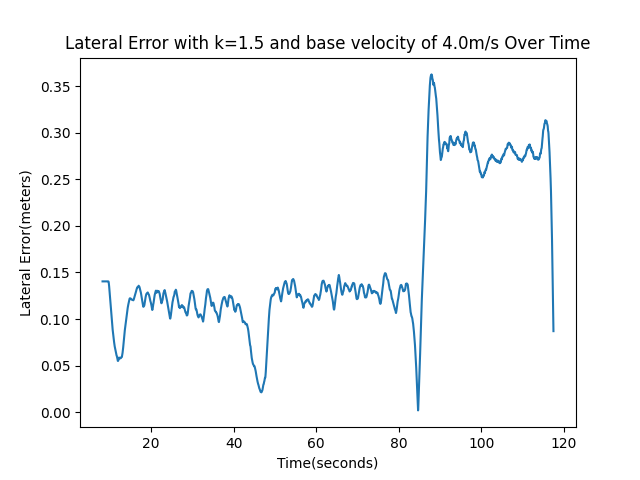 Lateral Error with k=1.5 and base velocity of 4.0m/s Over Time
0.35
0.30
0.25
0.20
0.15
0.10
0.05
0.00
Lateral Error(meters)
20 40 60 80 100 120
Time(seconds)